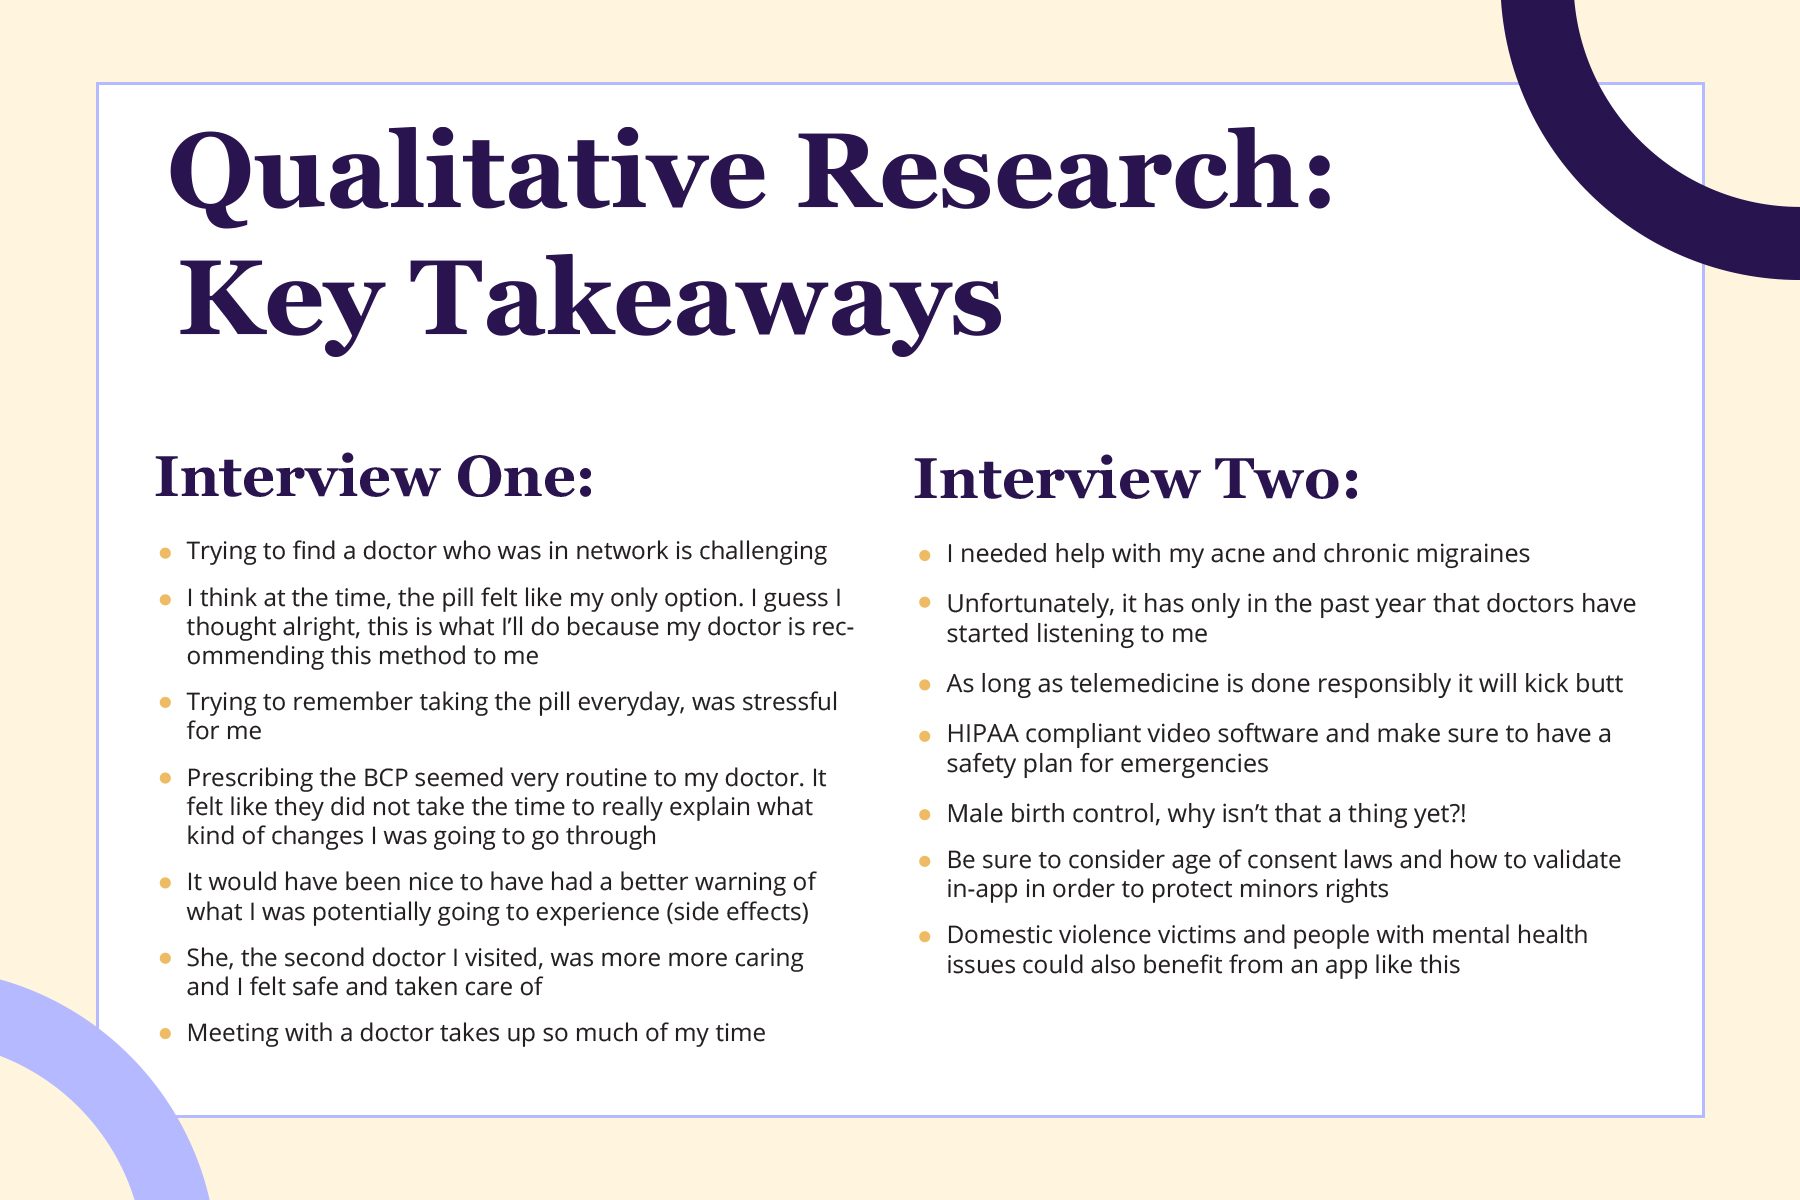 Qualitative Research:
Key Takeaways
Interview One:
• Trying to find a doctor who was in network is challenging
• I think at the time, the pill felt like my only option. I guess I
thought alright, this is what I’ll do because my doctor is rec-
ommending this method to me
• Trying to remember taking the pill everyday, was stressful
for me
• Prescribing the BCP seemed very routine to my doctor. It
felt like they did not take the time to really explain what
kind of changes I was going to go through
• It would have been nice to have had a better warning of
what I was potentially going to experience (side effects)
• She, the second doctor I visited, was more more caring
and I felt safe and taken care of
• Meeting with a doctor takes up so much of my time
Interview Two:
• I needed help with my acne and chronic migraines
• Unfortunately, it has only in the past year that doctors have
started listening to me
• As long as telemedicine is done responsibly it will kick butt
• HIPAA compliant video software and make sure to have a
safety plan for emergencies
• Male birth control, why isn’t that a thing yet?!
• Be sure to consider age of consent laws and how to validate
in-app in order to protect minors rights
• Domestic violence victims and people with mental health
issues could also benefit from an app like this